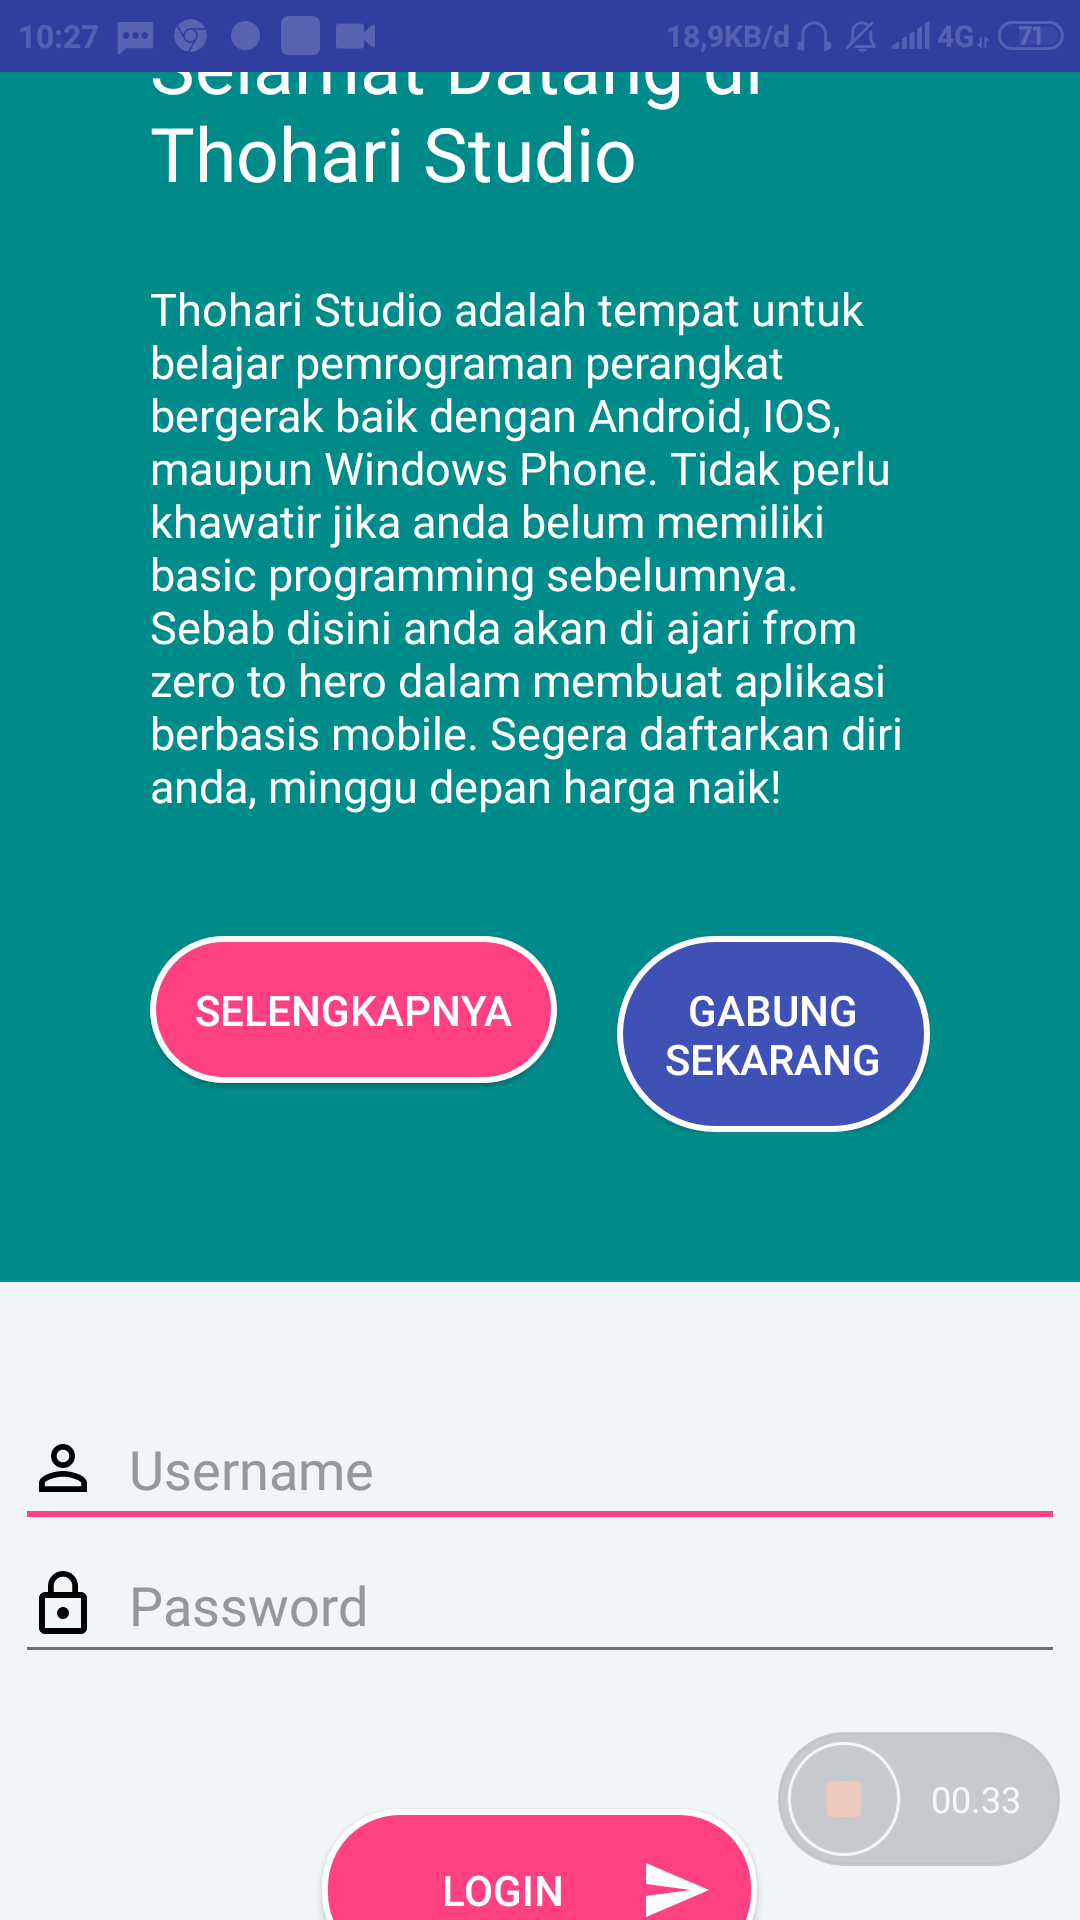 10:27 18,9KB/d 4G 71
Selamat Datang di
Thohari Studio
Thohari Studio adalah tempat untuk
belajar pemrograman perangkat
bergerak baik dengan Android, IOS,
maupun Windows Phone. Tidak perlu
khawatir jika anda belum memiliki
basic programming sebelumnya.
Sebab disini anda akan di ajari from
zero to hero dalam membuat aplikasi
berbasis mobile. Segera daftarkan diri
anda, minggu depan harga naik!
SELENGKAPNYA
GABUNG
SEKARANG
Username
Password
00.33
LOGIN